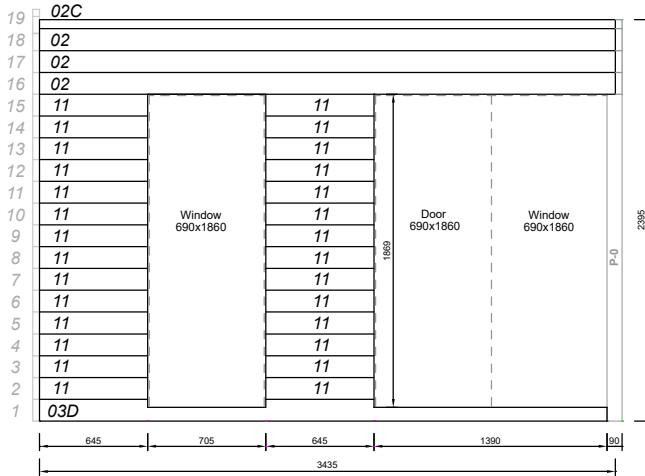 19 02C
18 02
17 02
16 02
15 11 11
14 11 11
13 11 11
12 11 11
11 11 11
10 11 11
9 11 11
8 11 11
7 11 11
6 11 11
5 11 11
4 11 11
3 11 11
2 11 11
1 03D
Window
690x1860
Door
690x1860
Window
690x1860
1869
P-0
2395
645 705 645 1390 90
3435